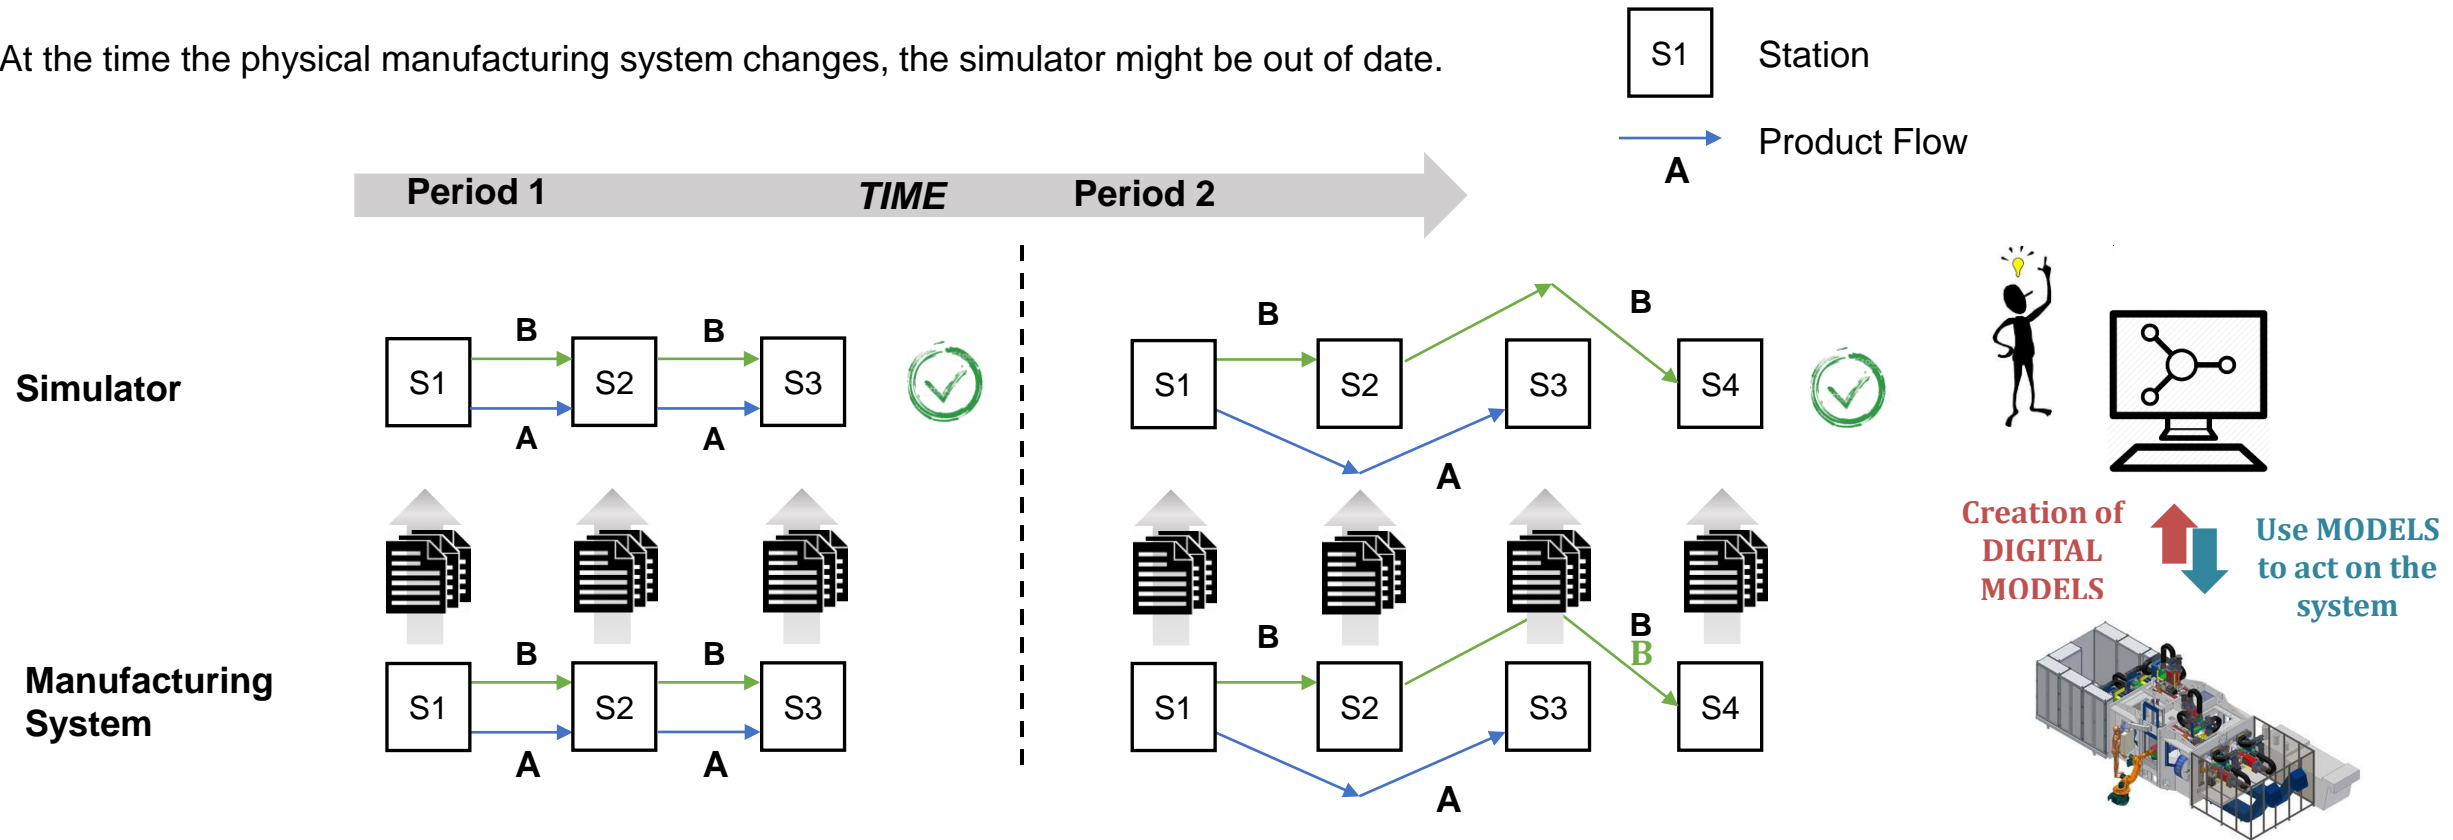 At the time the physical manufacturing system changes, the simulator might be out of date.
S1
Station
Product Flow
A
Period 1
TIME
Period 2
Simulator
B
B
S1
S2
S3
A
A
B
B
S1
S2
S3
S4
A
Creation of
DIGITAL
MODELS
Use MODELS
to act on the
system
Manufacturing
System
B
B
S1
S2
S3
A
A
B
B
B
S1
S2
S3
S4
A